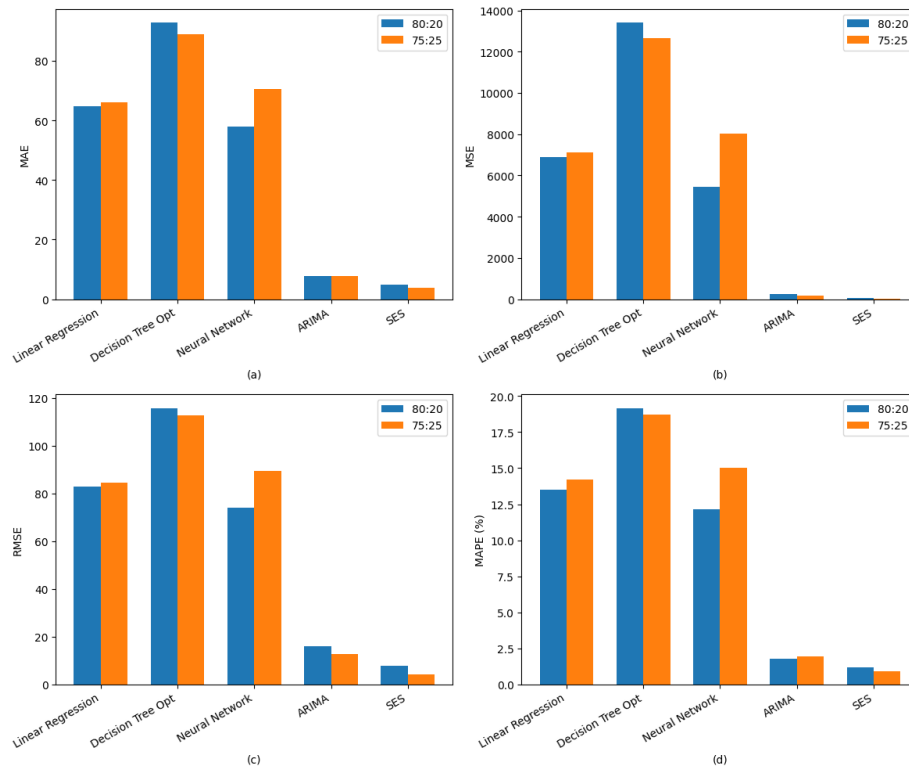 80:20
75:25
MAE
80
60
40
20
0
Linear Regression
Decision Tree Opt
Neural Network
ARIMA
SES
(a)
80:20
75:25
MSE
14000
12000
10000
8000
6000
4000
2000
0
Linear Regression
Decision Tree Opt
Neural Network
ARIMA
SES
(b)
80:20
75:25
RMSE
120
100
80
60
40
20
0
Linear Regression
Decision Tree Opt
Neural Network
ARIMA
SES
(c)
80:20
75:25
MAPE (%)
20.0
17.5
15.0
12.5
10.0
7.5
5.0
2.5
0.0
Linear Regression
Decision Tree Opt
Neural Network
ARIMA
SES
(d)